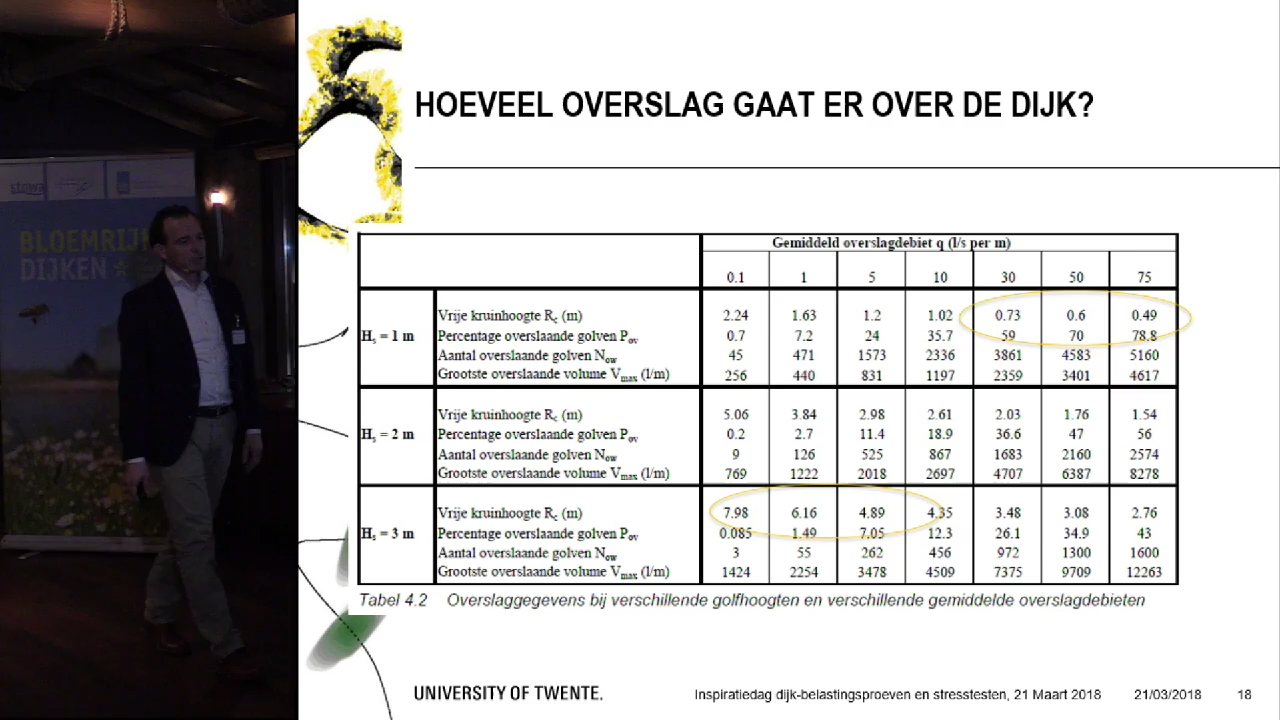 HOEVEEL OVERSLAG GAAT ER OVER DE DIJK?
stowa
BLOEMRIJK
DIJKEN
Gemiddeld overslagdebiet q (l/s per m)
0.1 1 5 10 30 50 75
Vrije kruinhoogte Rc (m) 2.24 1.63 1.2 1.02 0.73 0.6 0.49
Hs = 1 m Percentage overslaande golven Pov 0.7 7.2 24 35.7 59 70 78.8
Aantal overslaande golven Now 45 471 1573 2336 3861 4583 5160
Grootste overslaande volume Vmax (l/m) 256 440 831 1197 2359 3401 4617
Vrije kruinhoogte Rc (m) 5.06 3.84 2.98 2.61 2.03 1.76 1.54
Hs = 2 m Percentage overslaande golven Pov 0.2 2.7 11.4 18.9 36.6 47 56
Aantal overslaande golven Now 9 126 525 867 1683 2160 2574
Grootste overslaande volume Vmax (l/m) 769 1222 2018 2697 4707 6387 8278
Vrije kruinhoogte Rc (m) 7.98 6.16 4.89 4.35 3.48 3.08 2.76
Hs = 3 m Percentage overslaande golven Pov 0.085 1.49 7.05 12.3 26.1 34.9 43
Aantal overslaande golven Now 3 55 262 456 972 1300 1600
Grootste overslaande volume Vmax (l/m) 1424 2254 3478 4509 7375 9709 12263
Tabel 4.2 Overslaggegevens bij verschillende golfhoogten en verschillende gemiddelde overslagdebieten
UNIVERSITY OF TWENTE. Inspiratiedag dijk-belastingsproeven en stresstesten, 21 Maart 2018 21/03/2018 18